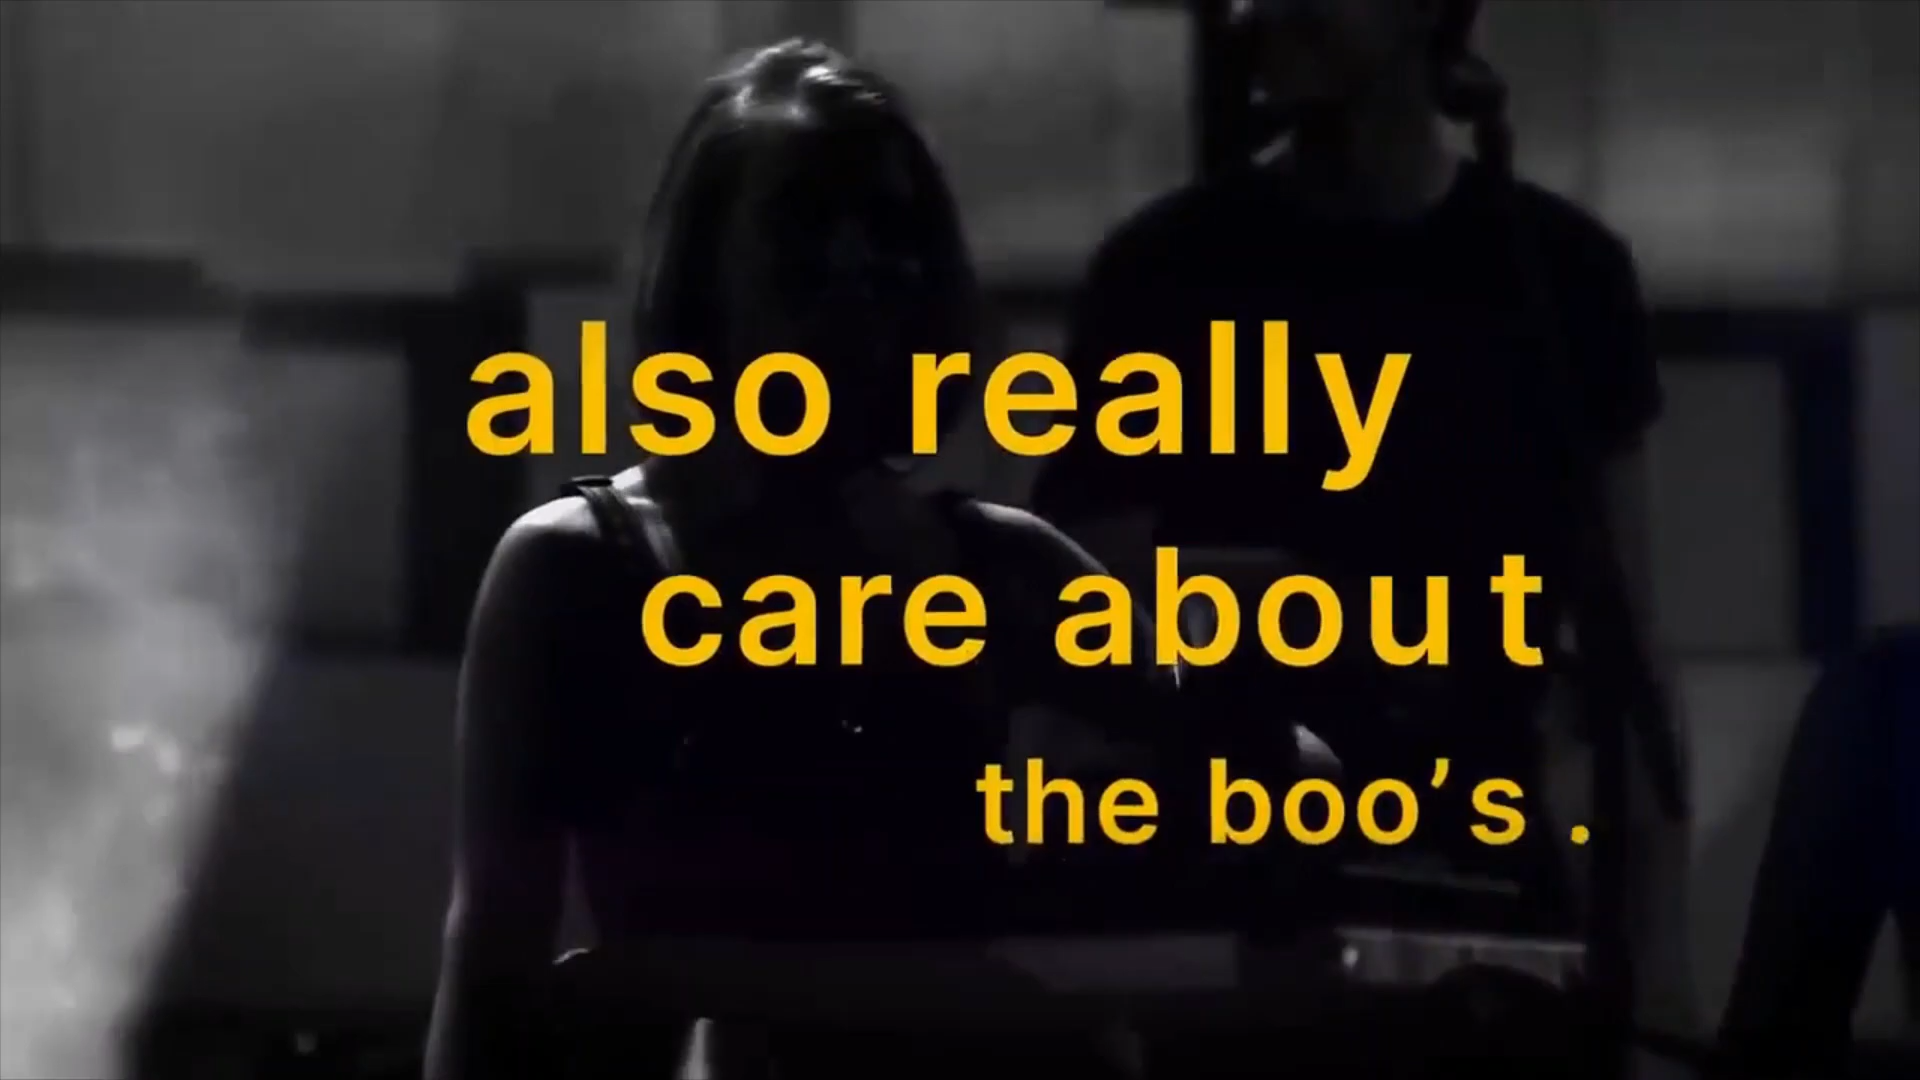 also really
care about
the boo’s .